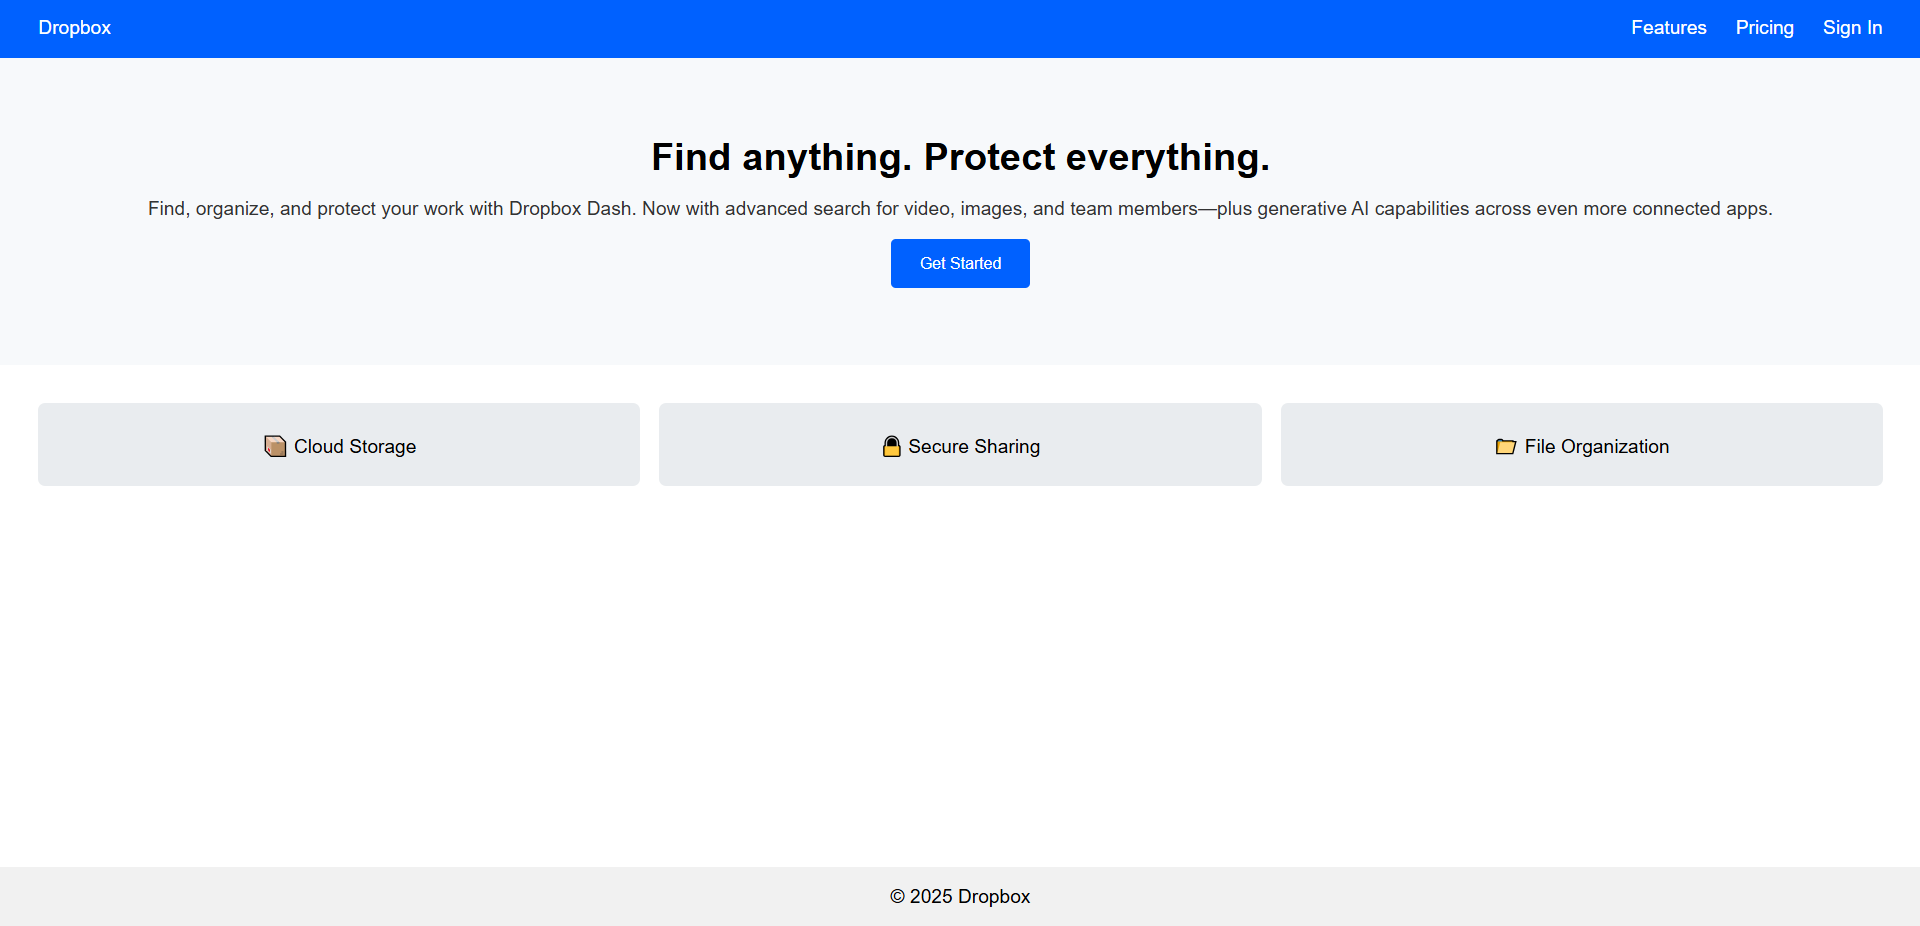 Dropbox
Features Pricing Sign In
Find anything. Protect everything.
Find, organize, and protect your work with Dropbox Dash. Now with advanced search for video, images, and team members—plus generative AI capabilities across even more connected apps.
Get Started
Cloud Storage
Secure Sharing
File Organization
© 2025 Dropbox